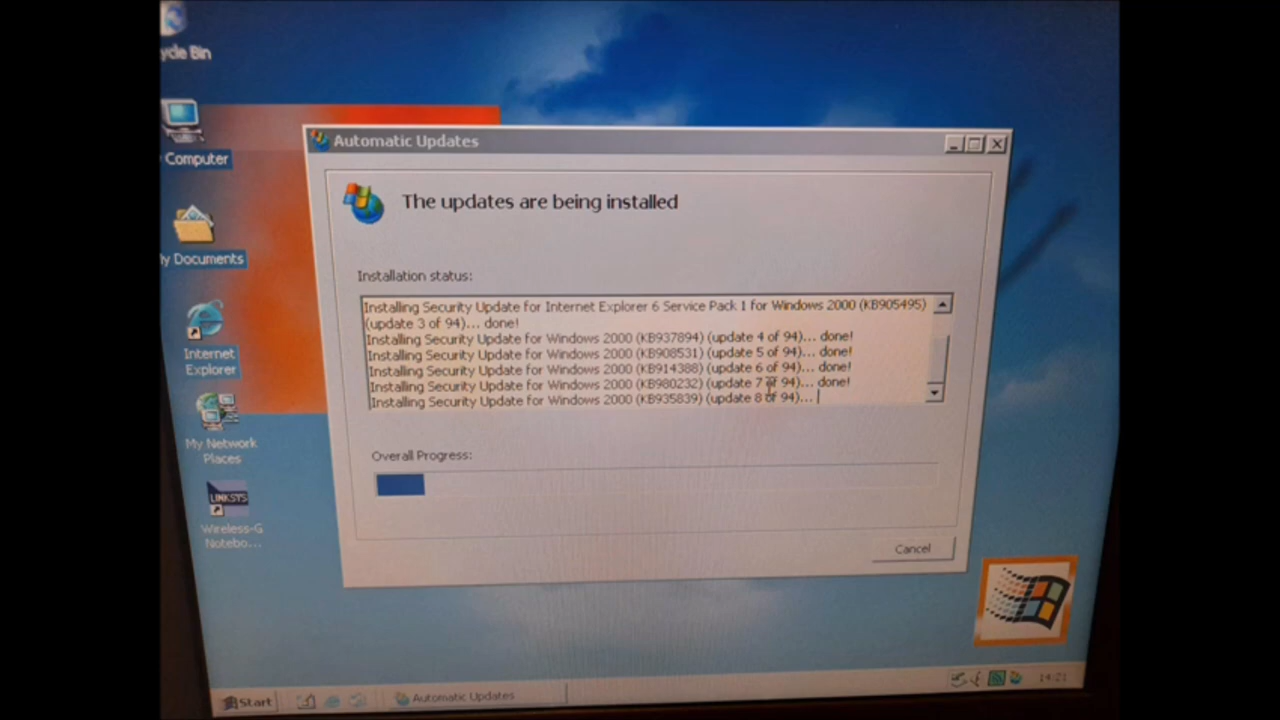 ycle Bin
Computer
y Documents
Internet
Explorer
My Network
Places
LINKSYS
Wireless-G
Notebo...
Automatic Updates
The updates are being installed
Installation status:
Installing Security Update for Internet Explorer 6 Service Pack 1 for Windows 2000 (KB905495)
(update 3 of 94)... done!
Installing Security Update for Windows 2000 (KB937894) (update 4 of 94)... done!
Installing Security Update for Windows 2000 (KB908531) (update 5 of 94)... done!
Installing Security Update for Windows 2000 (KB914388) (update 6 of 94)... done!
Installing Security Update for Windows 2000 (KB980232) (update 7 of 94)... done!
Installing Security Update for Windows 2000 (KB935839) (update 8 of 94)...
Overall Progress:
Cancel
Start
Automatic Updates
14:21